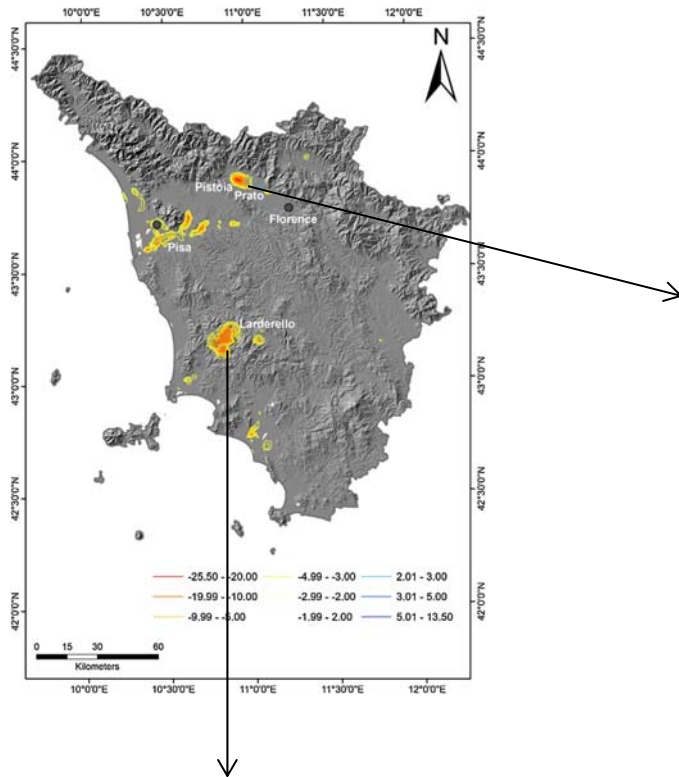 10°0'0"E 10°30'0"E 11°0'0"E 11°30'0"E 12°0'0"E
N
44°30'0"N 44°30'0"N
44°0'0"N 44°0'0"N
Pistoia
Prato
Florence
Pisa
43°30'0"N 43°30'0"N
Larderello
43°0'0"N 43°0'0"N
42°30'0"N 42°30'0"N
-25.50 - -20.00 -4.99 - -3.00 2.01 - 3.00
-19.99 - -10.00 -2.99 - -2.00 3.01 - 5.00
-9.99 - -5.00 -1.99 - 2.00 5.01 - 13.50
42°0'0"N 42°0'0"N
0 15 30 60
Kilometers
10°0'0"E 10°30'0"E 11°0'0"E 11°30'0"E 12°0'0"E